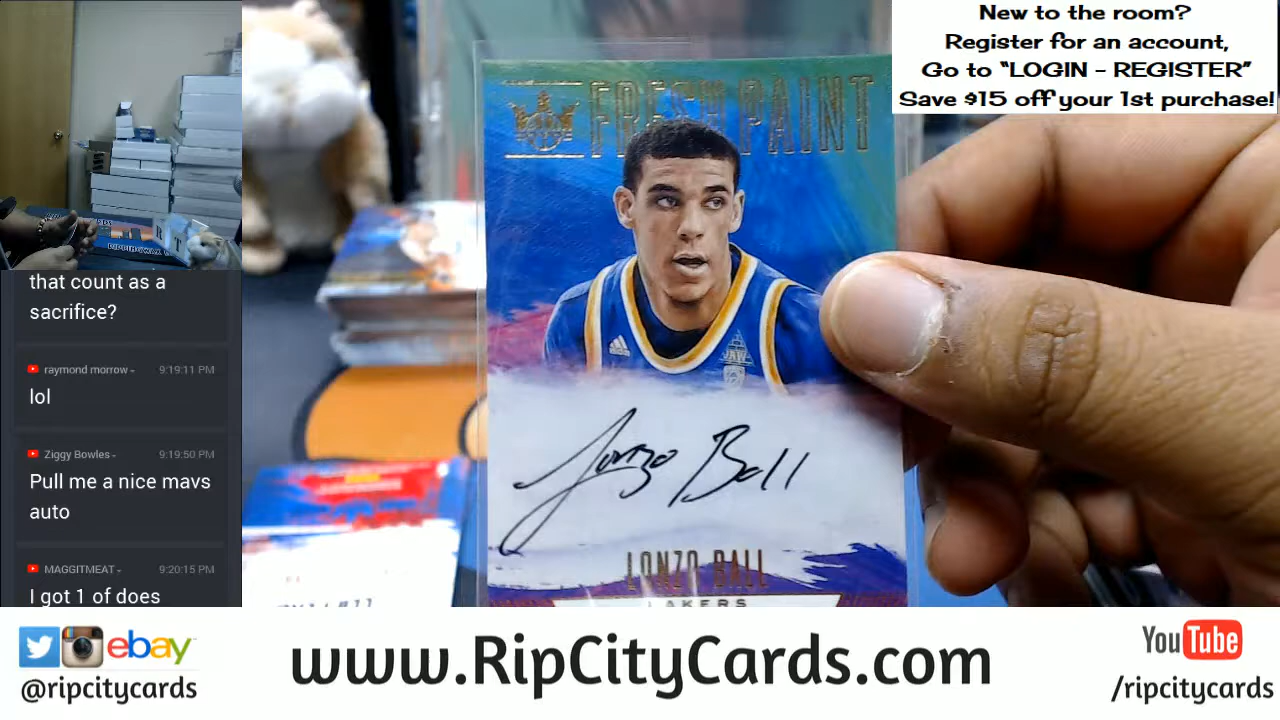 New to the room?
Register for an account,
Go to "LOGIN - REGISTER"
Save $15 off your 1st purchase!
that count as a
sacrifice?
raymond morrow 9:19:11 PM
lol
Ziggy Bowles 9:19:50 PM
Pull me a nice mavs
auto
MAGGITMEAT 9:20:15 PM
I got 1 of does
FRESH PAINT
Lonzo Ball
LONZO BALL
LAKERS
ebay
@ripcitycards
www.RipCityCards.com
YouTube
/ripcitycards